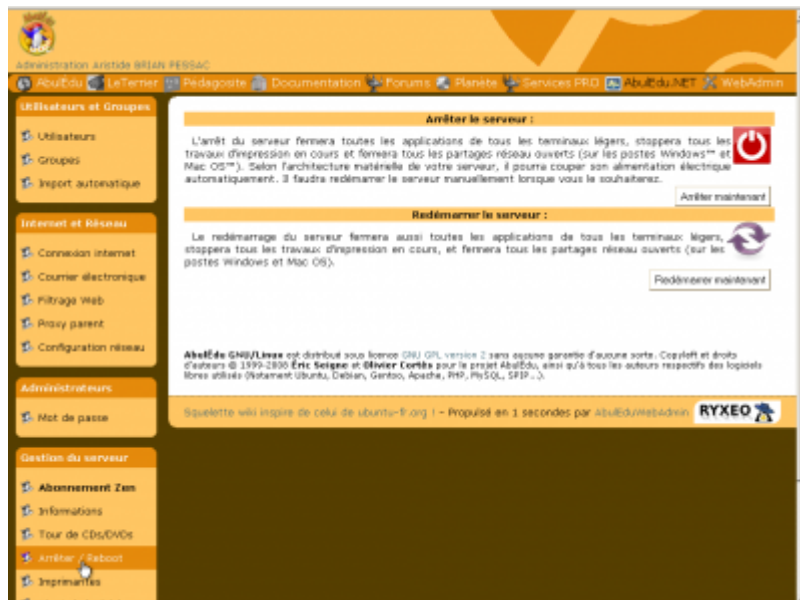 Administration Aristide BRIAN PESSAC
AbulÉdu LeTerrier Pedagosite Documentation Forums Planète Services PRO AbulÉdu.NET WebAdmin
Utilisateurs et Groupes
Utilisateurs
Groupes
Import automatique
Internet et Réseau
Connexion internet
Courrier électronique
Filtrage Web
Proxy parent
Configuration réseau
Administrateurs
Mot de passe
Gestion du serveur
Abonnement Zen
Informations
Tour de CDs/DVDs
Arrêter / Reboot
Imprimantes
Arrêter le serveur :
L'arrêt du serveur fermera toutes les applications de tous les terminaux légers, stoppera tous les
travaux d'impression en cours et fermera tous les partages réseau ouverts (sur les postes Windows™ et
Mac OS™). Selon l'architecture matérielle de votre serveur, il pourra couper son alimentation électrique
automatiquement. Il faudra redémarrer le serveur manuellement lorsque vous le souhaiterez.
Arrêter maintenant
Redémarrer le serveur :
Le redémarrage du serveur fermera aussi toutes les applications de tous les terminaux légers,
stoppera tous les travaux d'impression en cours, et fermera tous les partages réseau ouverts (sur les
postes Windows et Mac OS).
Redémarrer maintenant
AbulÉdu GNU/Linux est distribué sous licence GNU GPL version 2 sans aucune garantie d'aucune sorte. Copyleft et droits
d'auteurs © 1999-2008 Éric Seigne et Olivier Cortès pour le projet AbulÉdu, ainsi qu'à tous les auteurs respectifs des logiciels
libres utilisés (Notament Ubuntu, Debian, Gentoo, Apache, PHP, MySQL, SPIP...).
Squelette wiki inspire de celui de ubuntu-fr.org ! - Propulsé en 1 secondes par AbulEduWebAdmin RYXEO